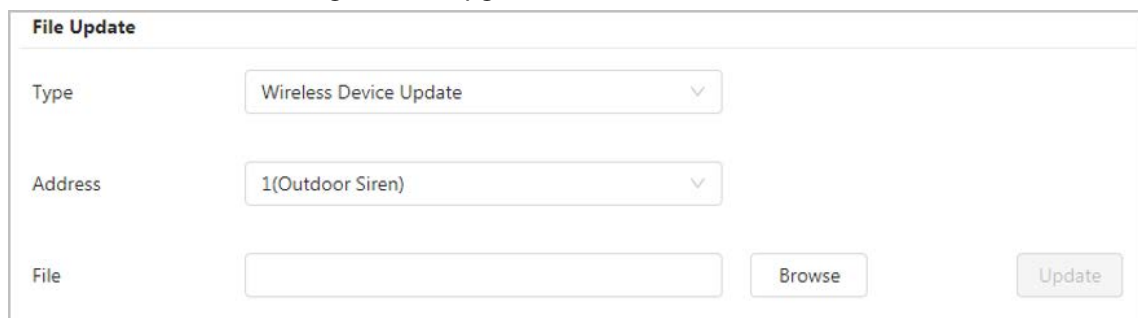 File Update
Type Wireless Device Update
Address 1(Outdoor Siren)
File Browse Update